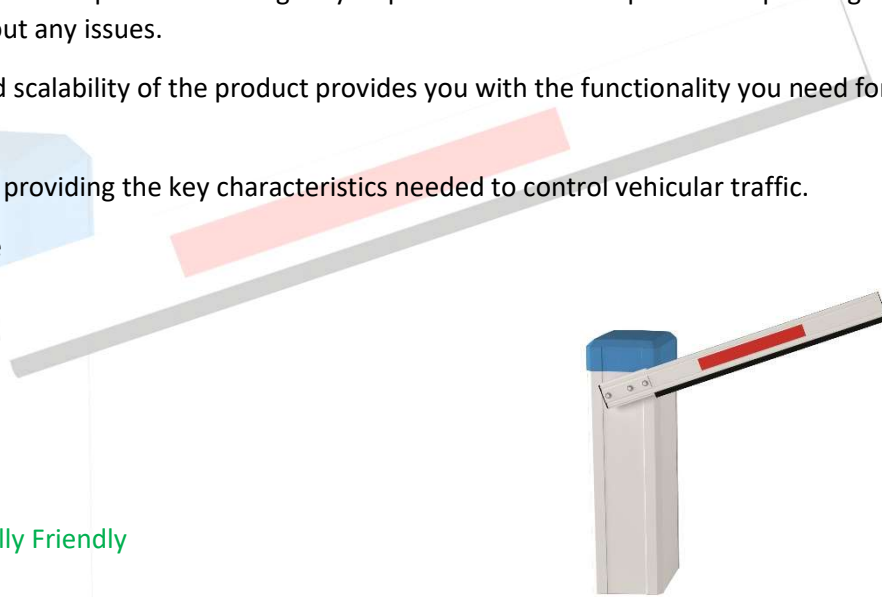 out any issues.
d scalability of the product provides you with the functionality you need for
providing the key characteristics needed to control vehicular traffic.
lly Friendly